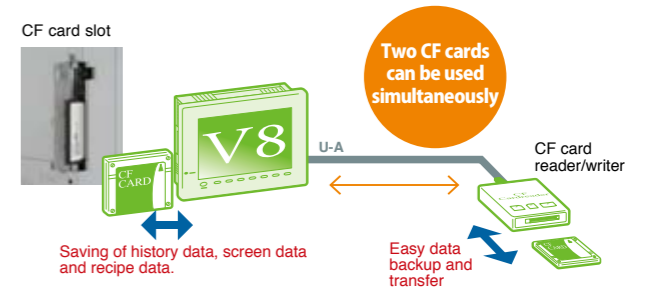 CF card slot
Two CF cards
can be used
simultaneously
V8
U-A
CF card
reader/writer
CF
CARD
Saving of history data, screen data
and recipe data.
Easy data
backup and
transfer